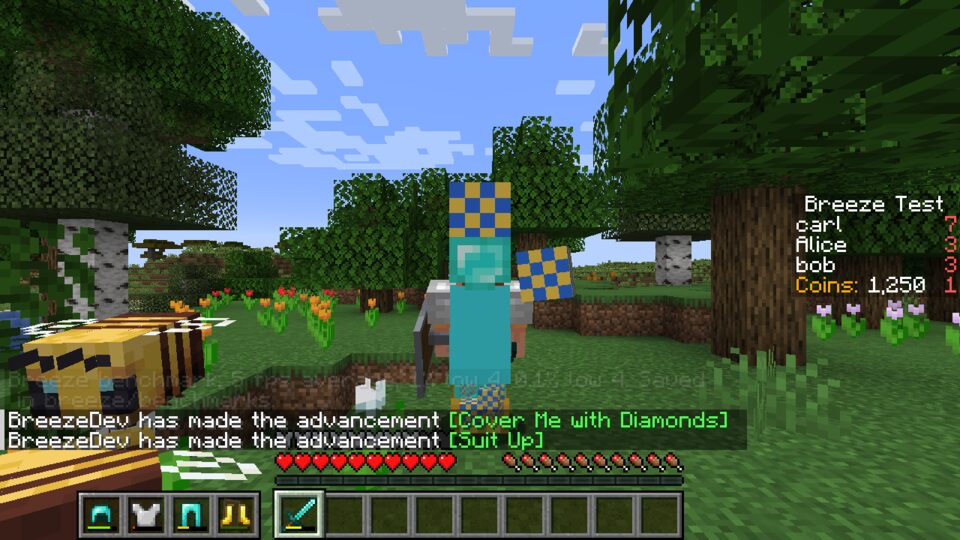 Breeze Test
carl 7
Alice 3
bob 3
Coins: 1,250 1
BreezeDev has made the advancement [Cover Me with Diamonds]
BreezeDev has made the advancement [Suit Up]